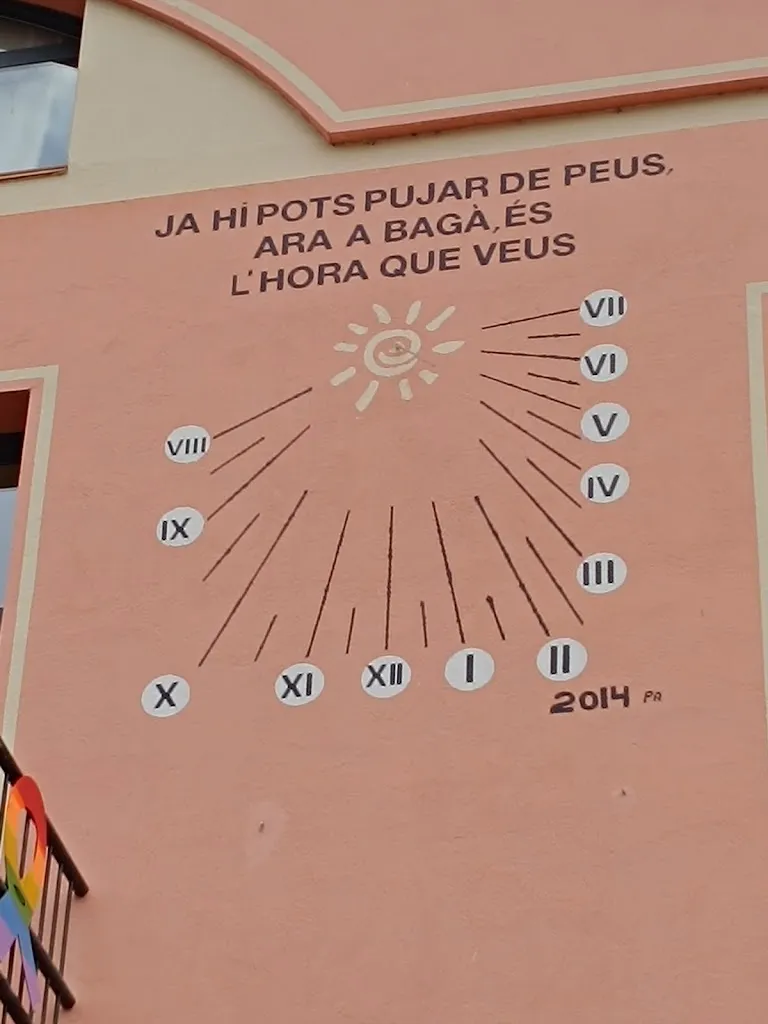 JA HI POTS PUJAR DE PEUS,
ARA A BAGÀ, ÉS
L'HORA QUE VEUS
VII
VI
VIII
V
IV
IX
III
X
XI
XII
I
II
2014 PA